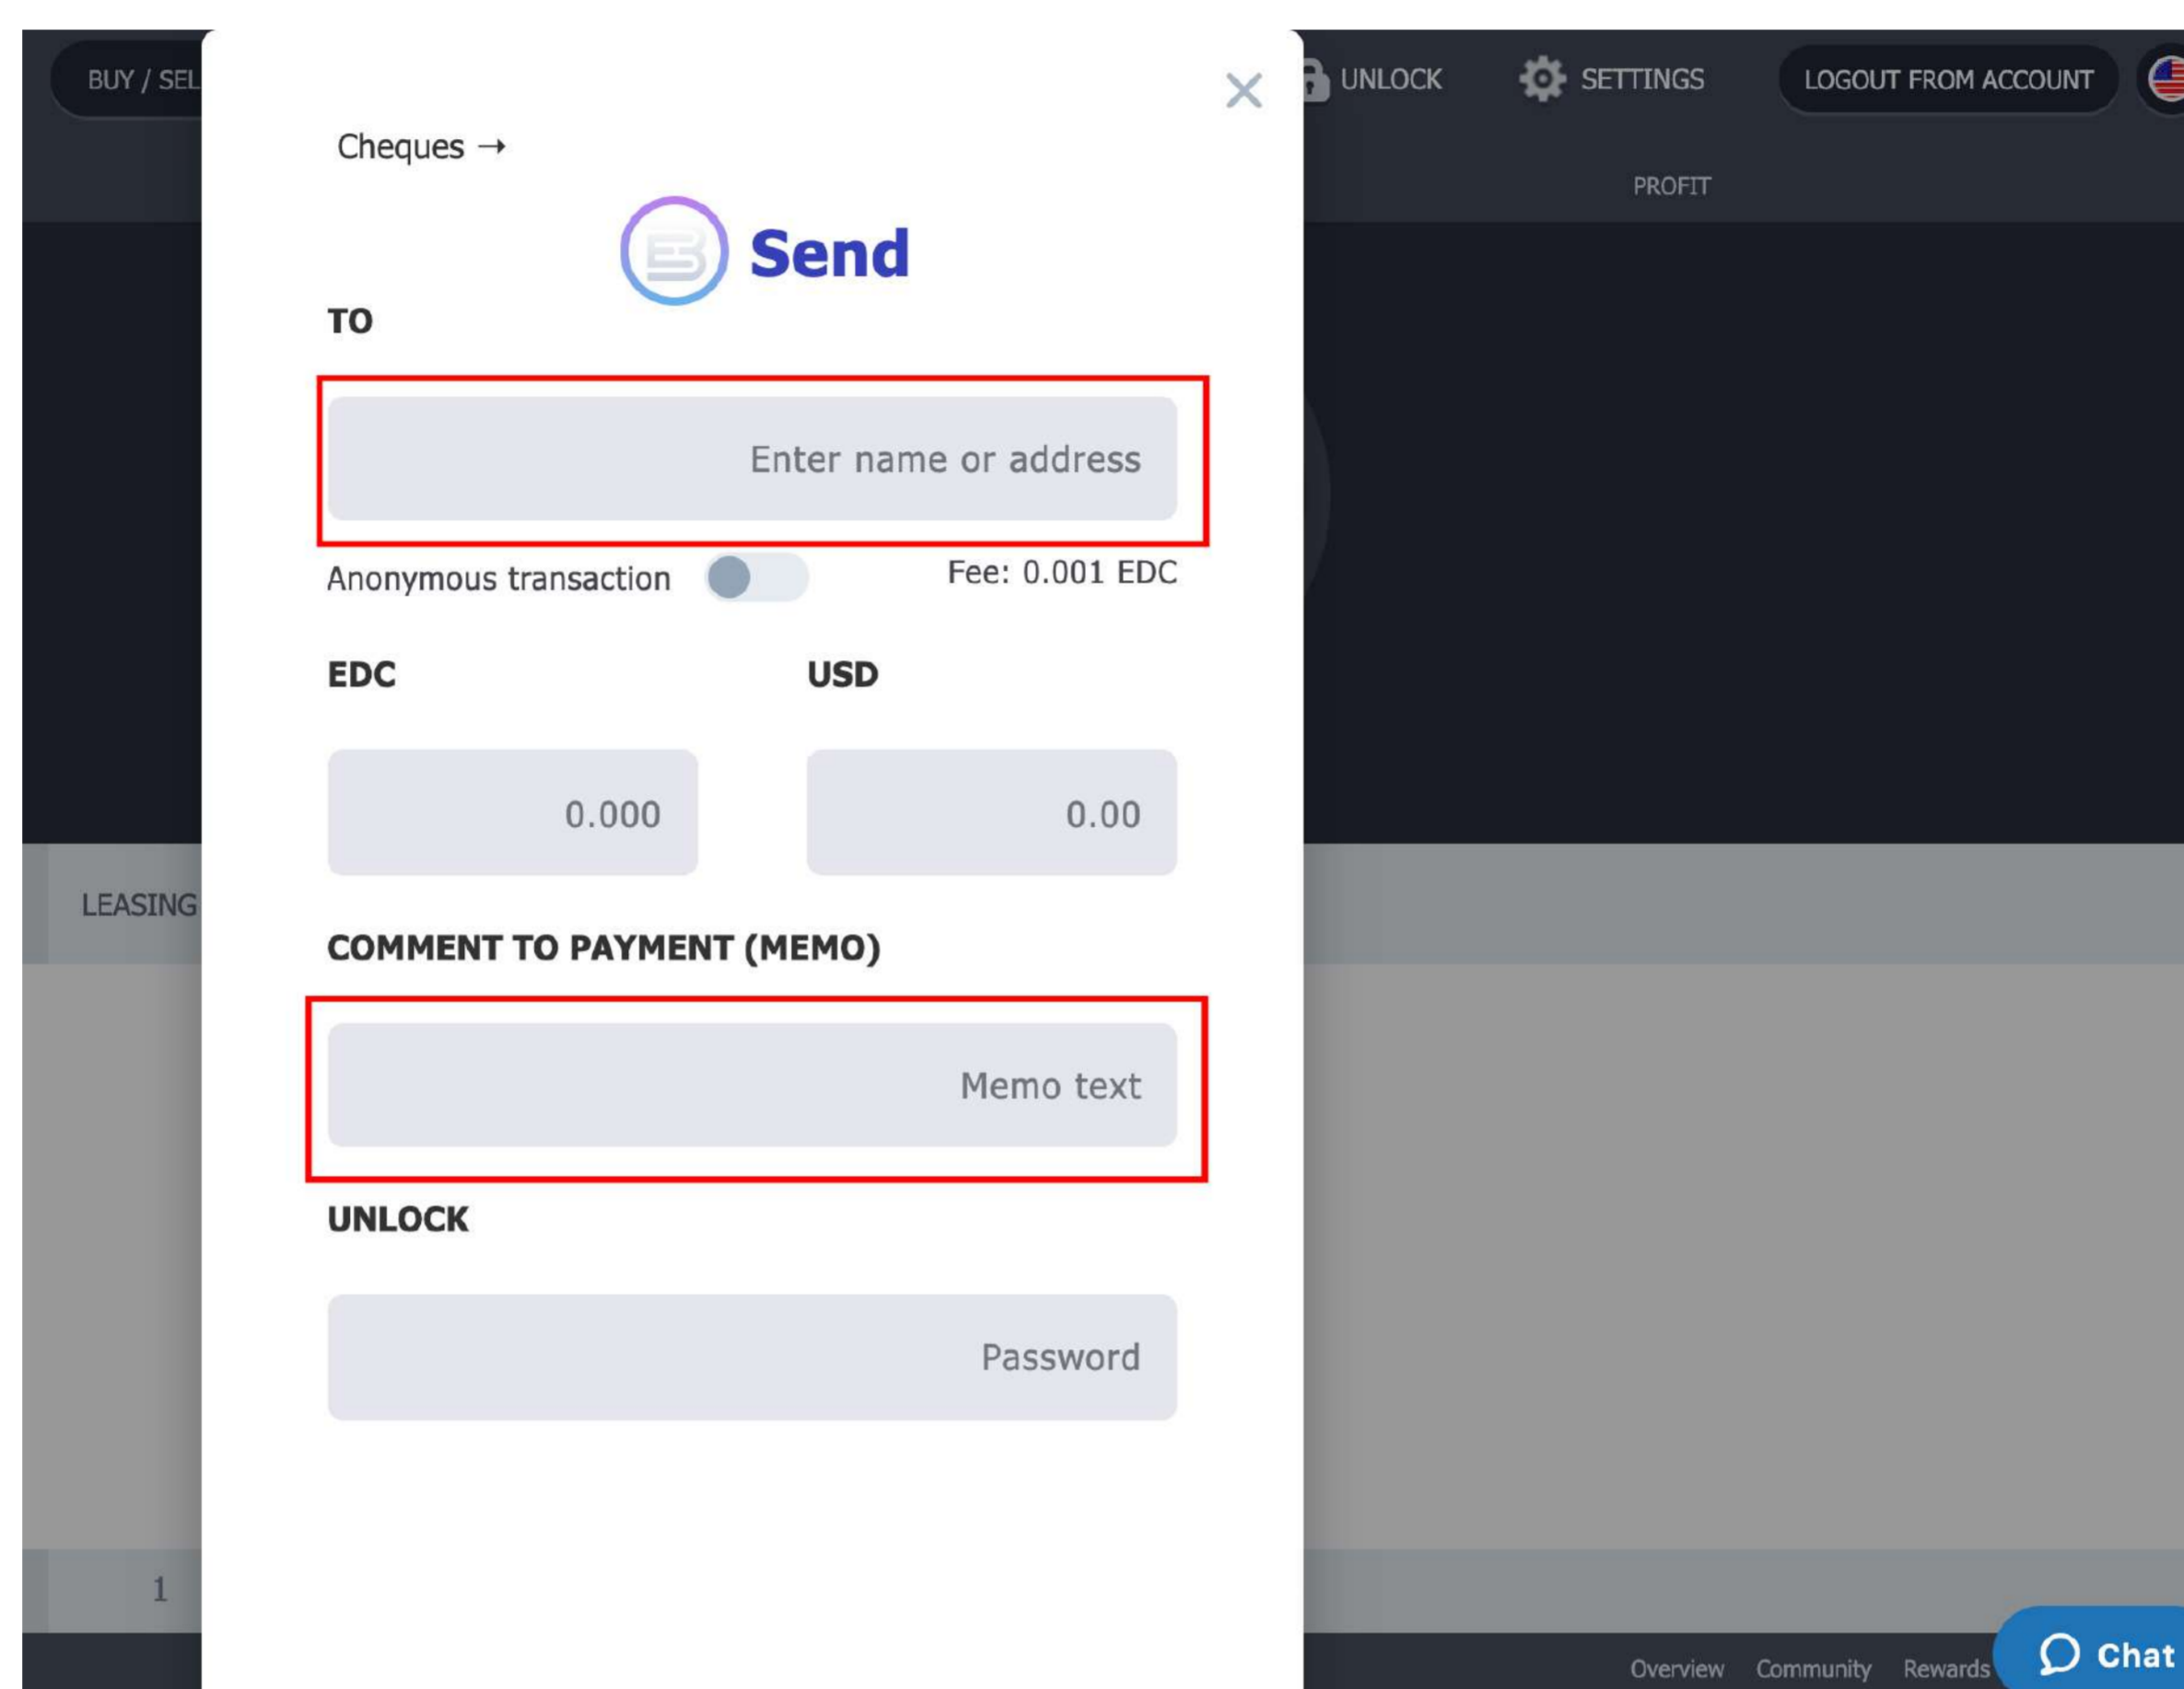 BUY / SEL
UNLOCK
SETTINGS
LOGOUT FROM ACCOUNT
PROFIT
Cheques →
Send
TO
Enter name or address
Anonymous transaction
Fee: 0.001 EDC
EDC
USD
0.000
0.00
LEASING
COMMENT TO PAYMENT (MEMO)
Memo text
UNLOCK
Password
1
Overview Community Rewards
Chat